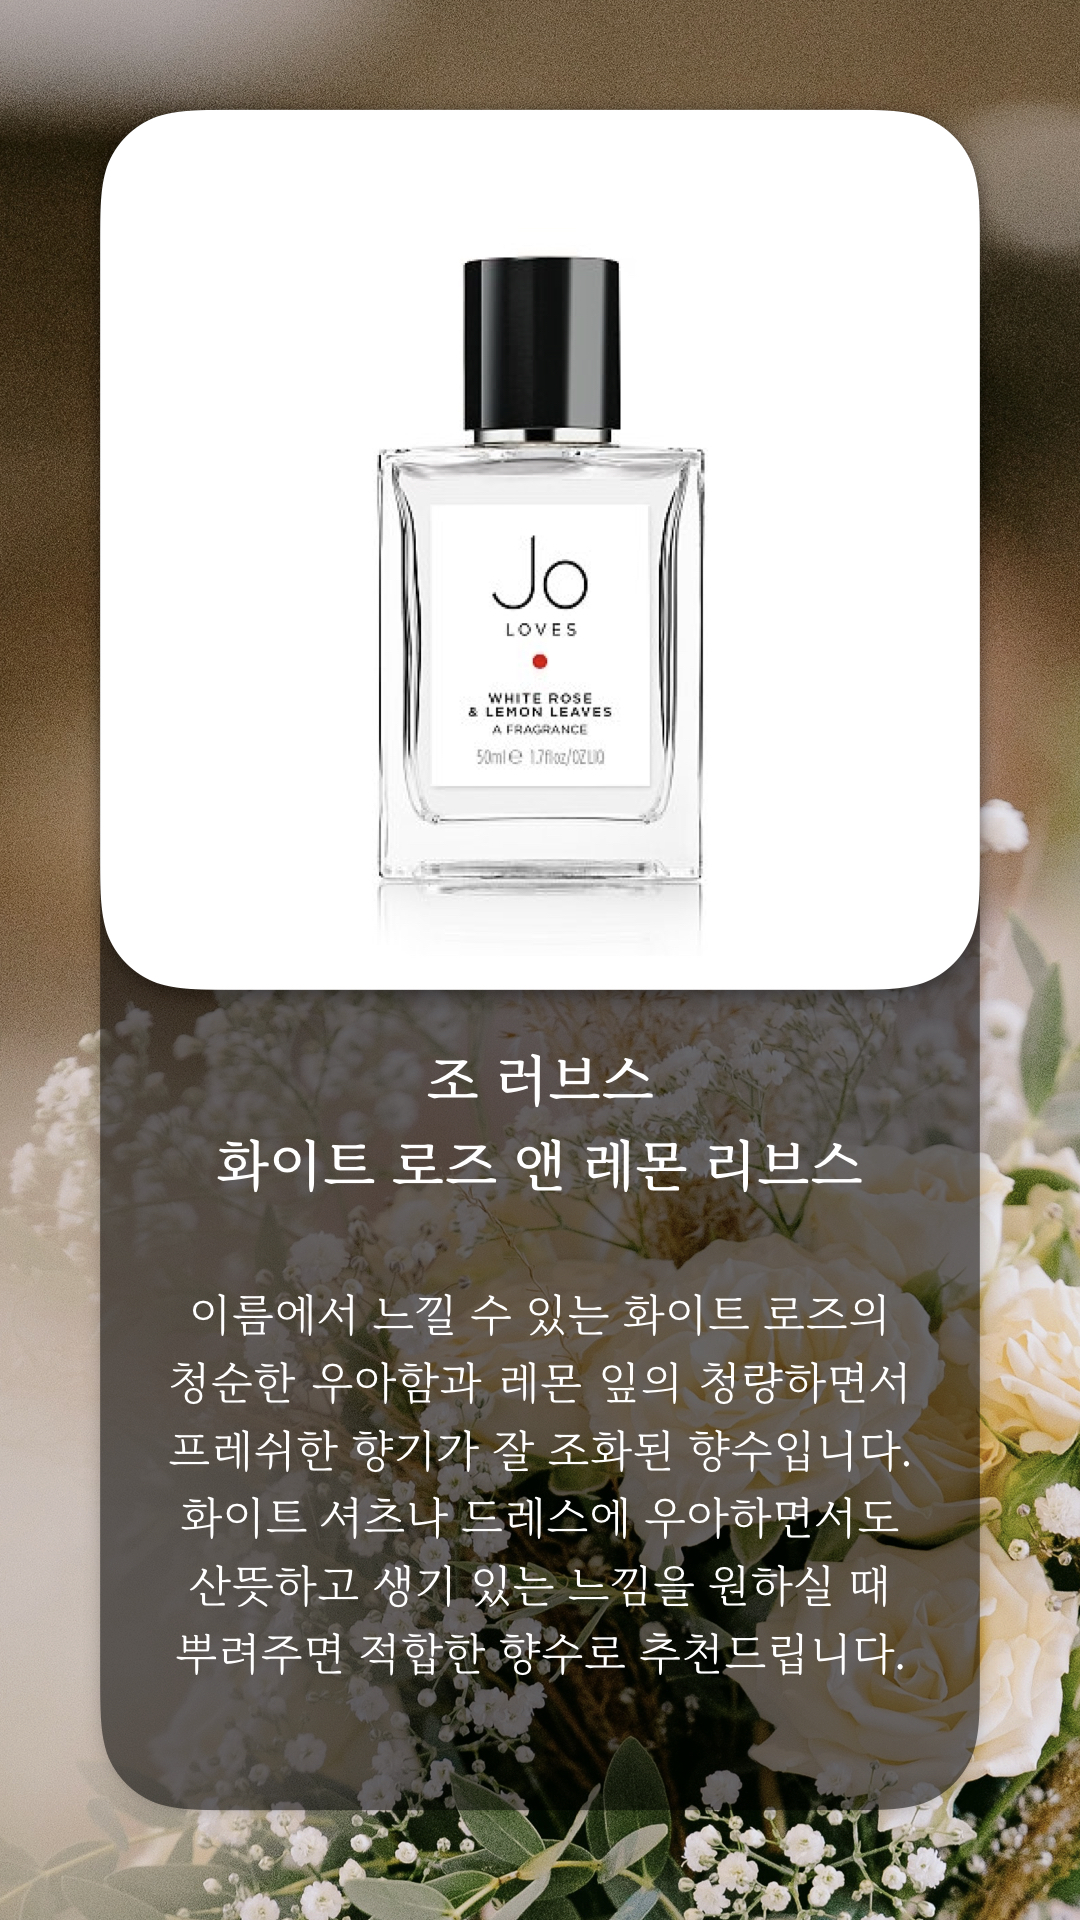 Jo
LOVES
WHITE ROSE
& LEMON LEAVES
A FRAGRANCE
50ml ℮ 1.7fl oz/OZ LIQ
조 러브스
화이트 로즈 앤 레몬 리브스
이름에서 느낄 수 있는 화이트 로즈의
청순한 우아함과 레몬 잎의 청량하면서
프레쉬한 향기가 잘 조화된 향수입니다.
화이트 셔츠나 드레스에 우아하면서도
산뜻하고 생기 있는 느낌을 원하실 때
뿌려주면 적합한 향수로 추천드립니다.